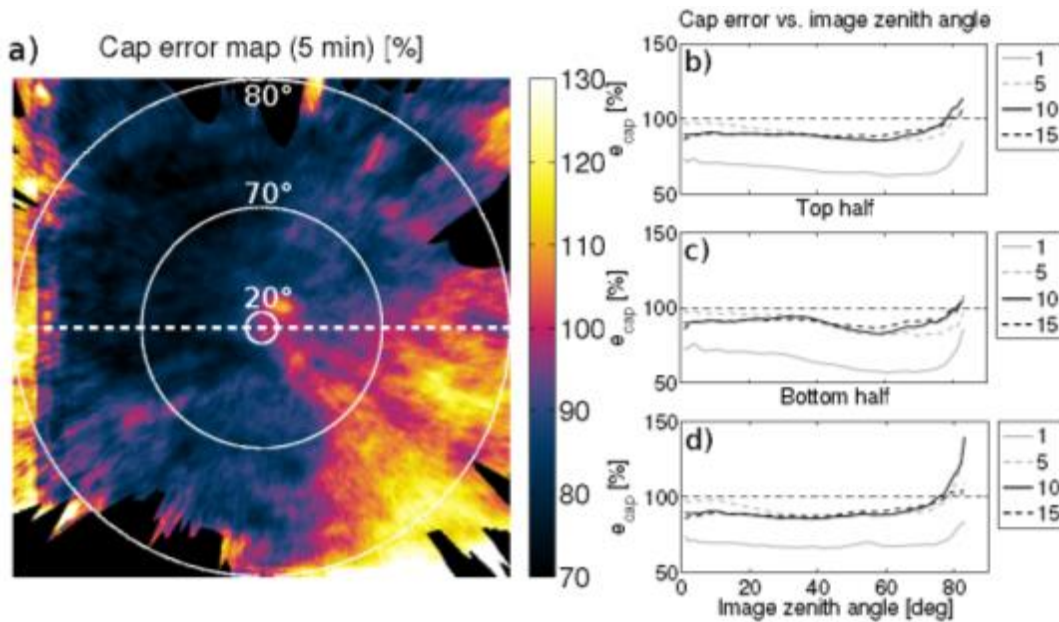 a)
Cap error map (5 min) [%]
80°
70°
20°
130
120
110
100
90
80
70
Cap error vs. image zenith angle
b)
150
100
50
e_cap [%]
1
5
10
15
Top half
c)
150
100
50
e_cap [%]
1
5
10
15
Bottom half
d)
150
100
50
e_cap [%]
1
5
10
15
0 20 40 60 80
Image zenith angle [deg]